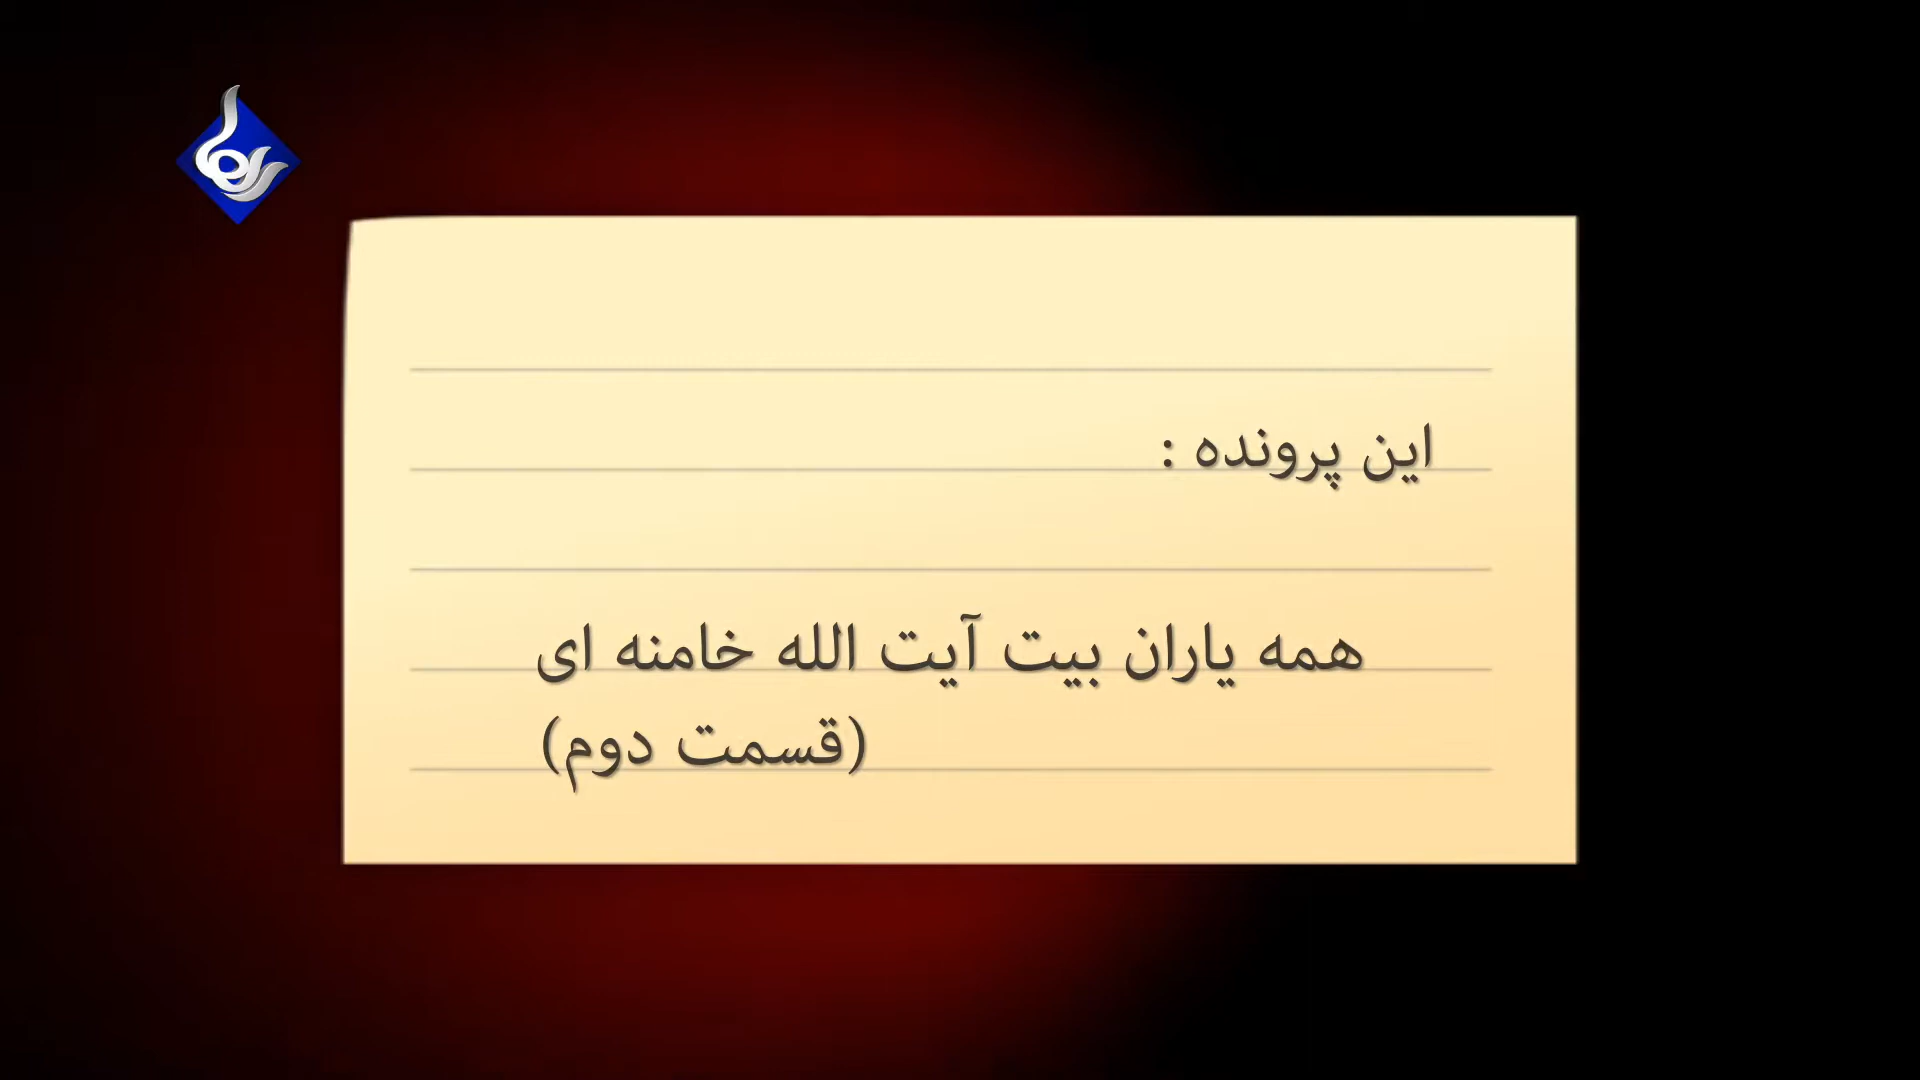 این پرونده :
همه یاران بیت آیت الله خامنه ای
(قسمت دوم)